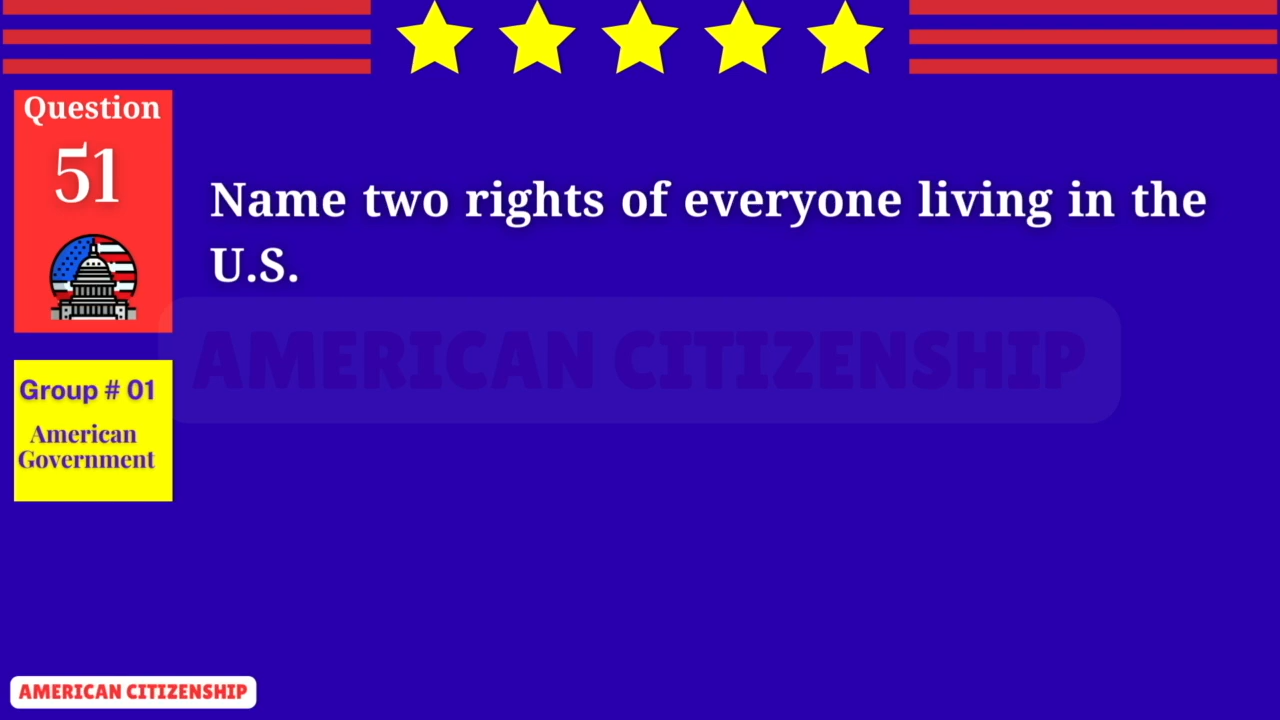 Question
51
Name two rights of everyone living in the
U.S.
AMERICAN CITIZENSHIP
Group # 01
American
Government
AMERICAN CITIZENSHIP